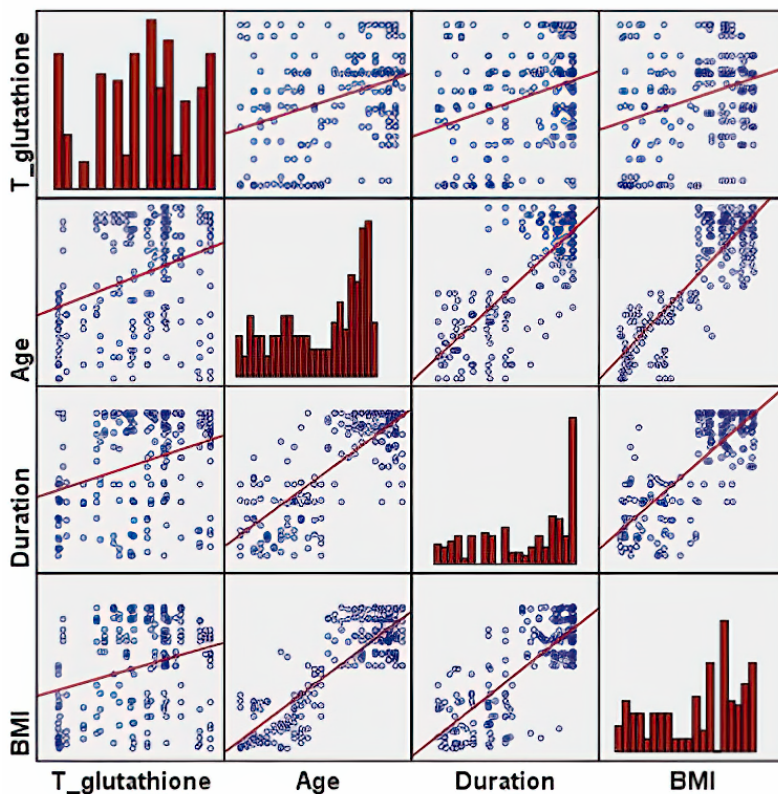 T_glutathione
Age
Duration
BMI
T_glutathione Age Duration BMI